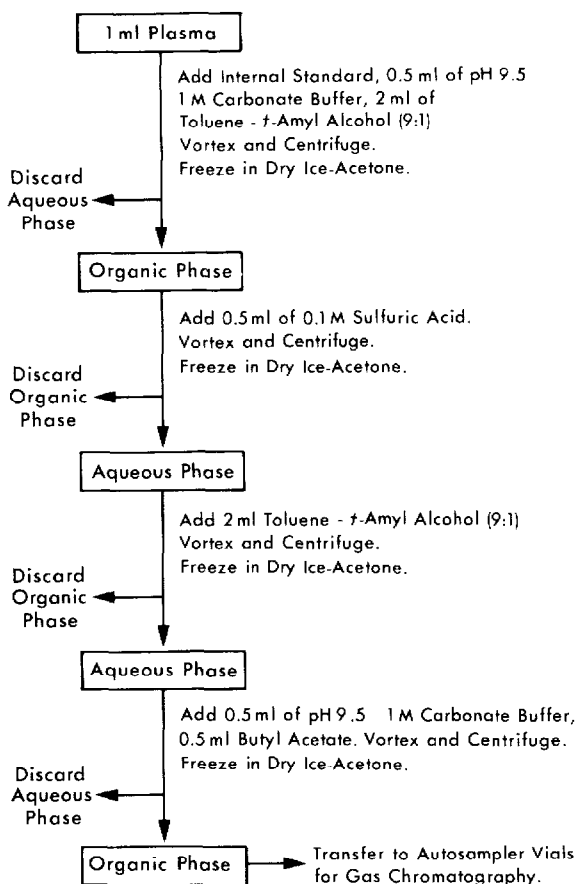 1 ml Plasma
Add Internal Standard, 0.5 ml of pH 9.5
1 M Carbonate Buffer, 2 ml of
Toluene - t-Amyl Alcohol (9:1)
Vortex and Centrifuge.
Freeze in Dry Ice-Acetone.
Discard
Aqueous
Phase
Organic Phase
Add 0.5 ml of 0.1 M Sulfuric Acid.
Vortex and Centrifuge.
Freeze in Dry Ice-Acetone.
Discard
Organic
Phase
Aqueous Phase
Add 2 ml Toluene - t-Amyl Alcohol (9:1)
Vortex and Centrifuge.
Freeze in Dry Ice-Acetone.
Discard
Organic
Phase
Aqueous Phase
Add 0.5 ml of pH 9.5 1 M Carbonate Buffer,
0.5 ml Butyl Acetate. Vortex and Centrifuge.
Freeze in Dry Ice-Acetone.
Discard
Aqueous
Phase
Organic Phase
Transfer to Autosampler Vials
for Gas Chromatography.